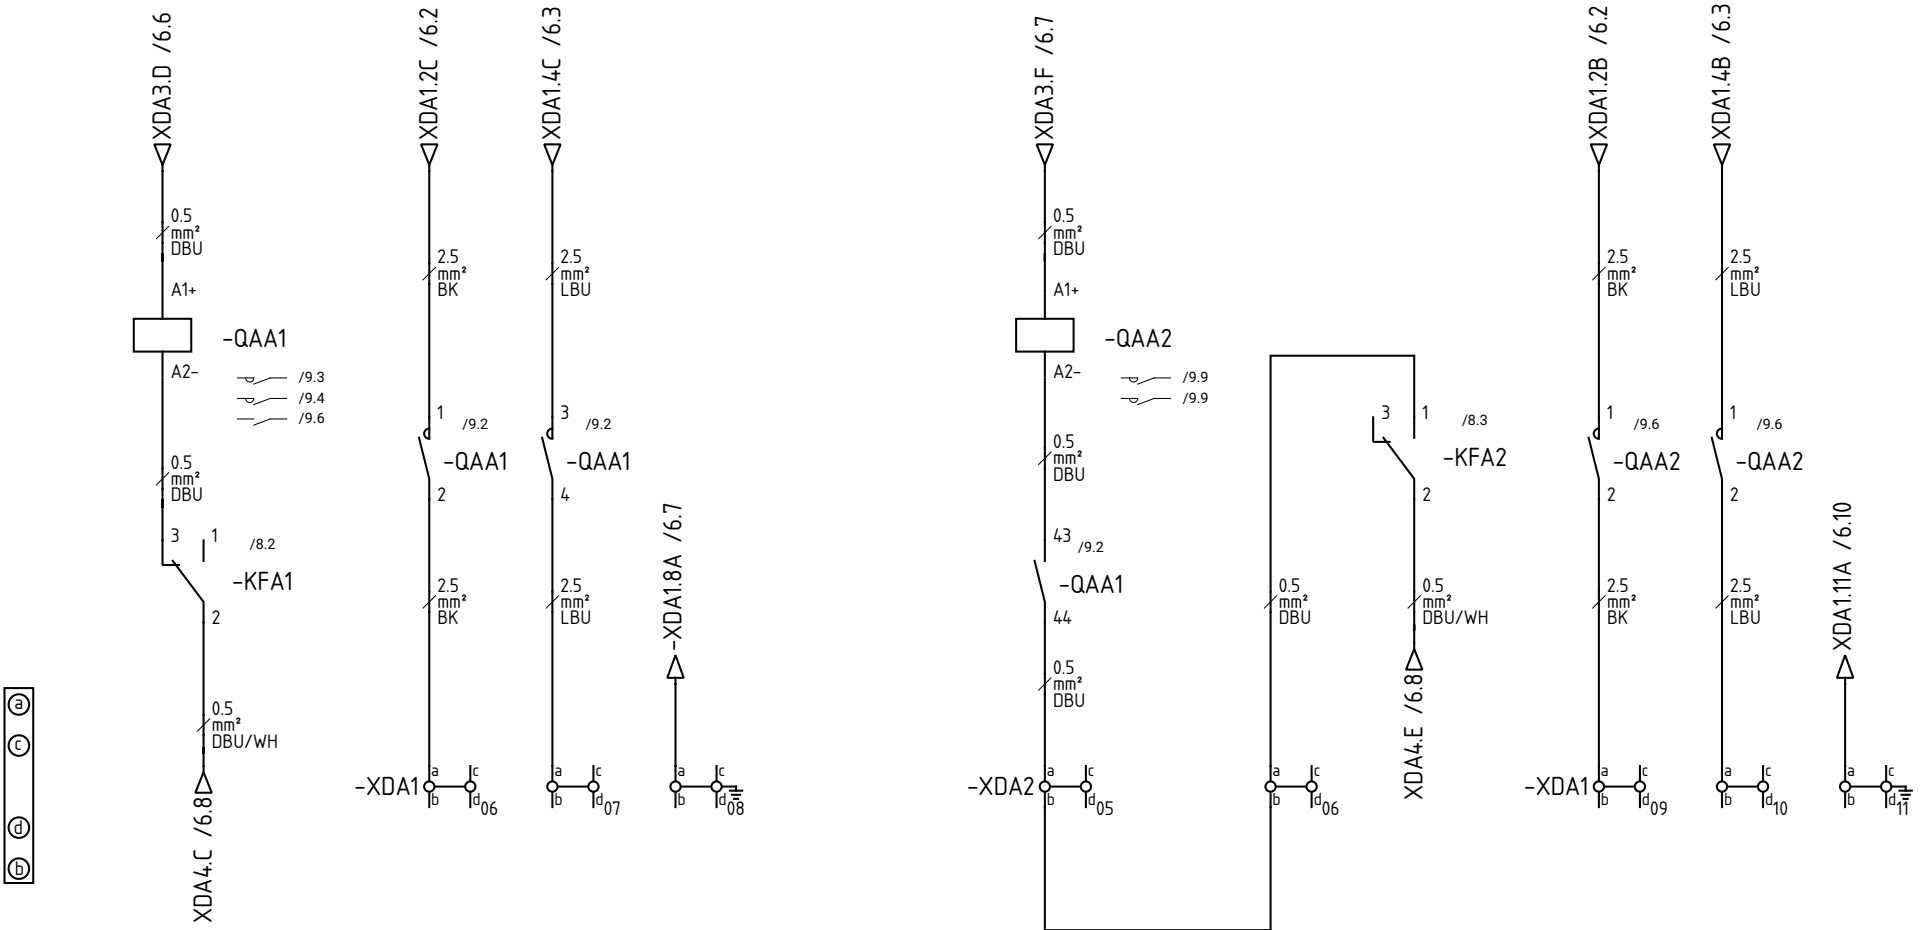 XDA3.D /6.6
XDA1.2C /6.2
XDA1.4C /6.3
XDA3.F /6.7
XDA1.2B /6.2
XDA1.4B /6.3
0.5
mm²
DBU
A1+
-QAA1
A2-
/9.3
/9.4
/9.6
0.5
mm²
DBU
3
1
/8.2
-KFA1
2
0.5
mm²
DBU/WH
XDA4.C /6.8
2.5
mm²
BK
1
/9.2
-QAA1
2
2.5
mm²
BK
2.5
mm²
LBU
3
/9.2
-QAA1
4
2.5
mm²
LBU
-XDA1.8A /6.7
-XDA1
a
c
b
d
06
a
c
b
d
07
a
c
b
d
08
0.5
mm²
DBU
A1+
-QAA2
A2-
/9.9
/9.9
0.5
mm²
DBU
43
/9.2
-QAA1
44
0.5
mm²
DBU
-XDA2
a
c
b
d
05
0.5
mm²
DBU
a
c
b
d
06
3
1
/8.3
-KFA2
2
0.5
mm²
DBU/WH
XDA4.E /6.8
2.5
mm²
BK
1
/9.6
-QAA2
2
2.5
mm²
BK
2.5
mm²
LBU
1
/9.6
-QAA2
2
2.5
mm²
LBU
XDA1.11A /6.10
-XDA1
a
c
b
d
09
a
c
b
d
10
a
c
b
d
11
a
c
d
b